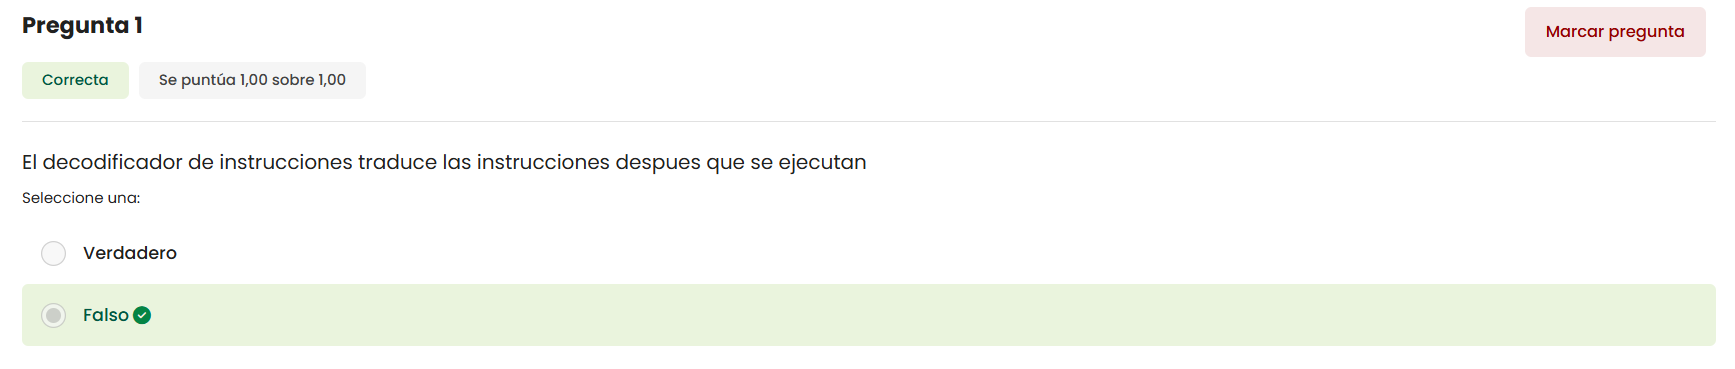 Pregunta 1
Marcar pregunta
Correcta
Se puntúa 1,00 sobre 1,00
El decodificador de instrucciones traduce las instrucciones despues que se ejecutan
Seleccione una:
Verdadero
Falso